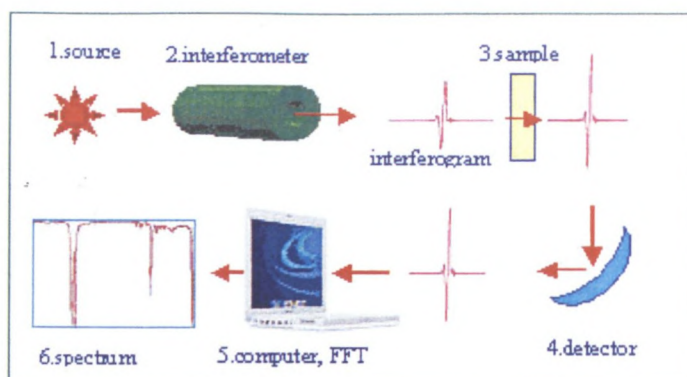 1.source
2.interferometer
3.sample
interferogram
4.detector
5.computer, FFT
6.spectrum